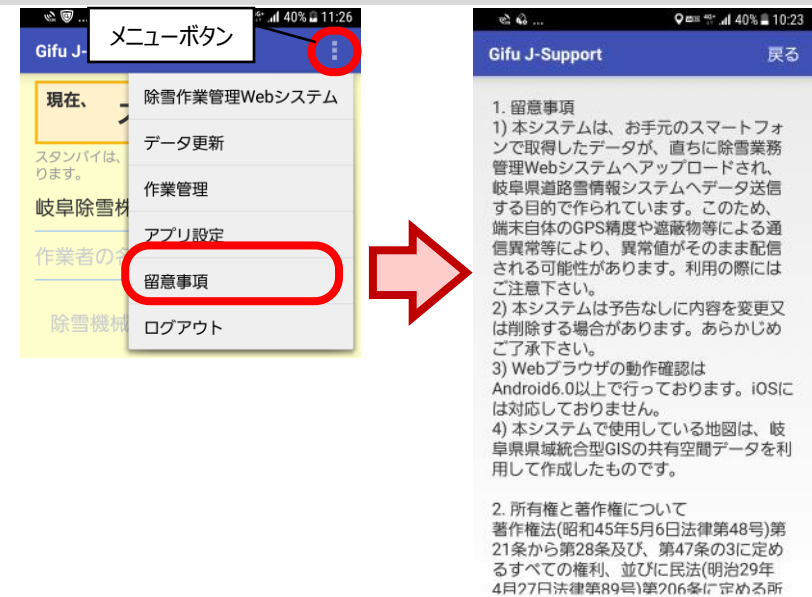 40% 11:26
メニューボタン
Gifu J-
現在、
スタンバイは、
ります。
岐阜除雪株
作業者の名
除雪機械
除雪作業管理Webシステム
データ更新
作業管理
アプリ設定
留意事項
ログアウト
... 40% 10:23
Gifu J-Support 戻る
1. 留意事項
1) 本システムは、お手元のスマートフォ
ンで取得したデータが、直ちに除雪業務
管理Webシステムへアップロードされ、
岐阜県道路雪情報システムへデータ送信
する目的で作られています。このため、
端末自体のGPS精度や遮蔽物等による通
信異常等により、異常値がそのまま配信
される可能性があります。利用の際には
ご注意下さい。
2) 本システムは予告なしに内容を変更又
は削除する場合があります。あらかじめ
ご了承下さい。
3) Webブラウザの動作確認は
Android6.0以上で行っております。iOSに
は対応しておりません。
4) 本システムで使用している地図は、岐
阜県県域統合型GISの共有空間データを利
用して作成したものです。
2. 所有権と著作権について
著作権法(昭和45年5月6日法律第48号)第
21条から第28条及び、第47条の3に定め
るすべての権利、並びに民法(明治29年
4月27日法律第89号)第206条に定める所